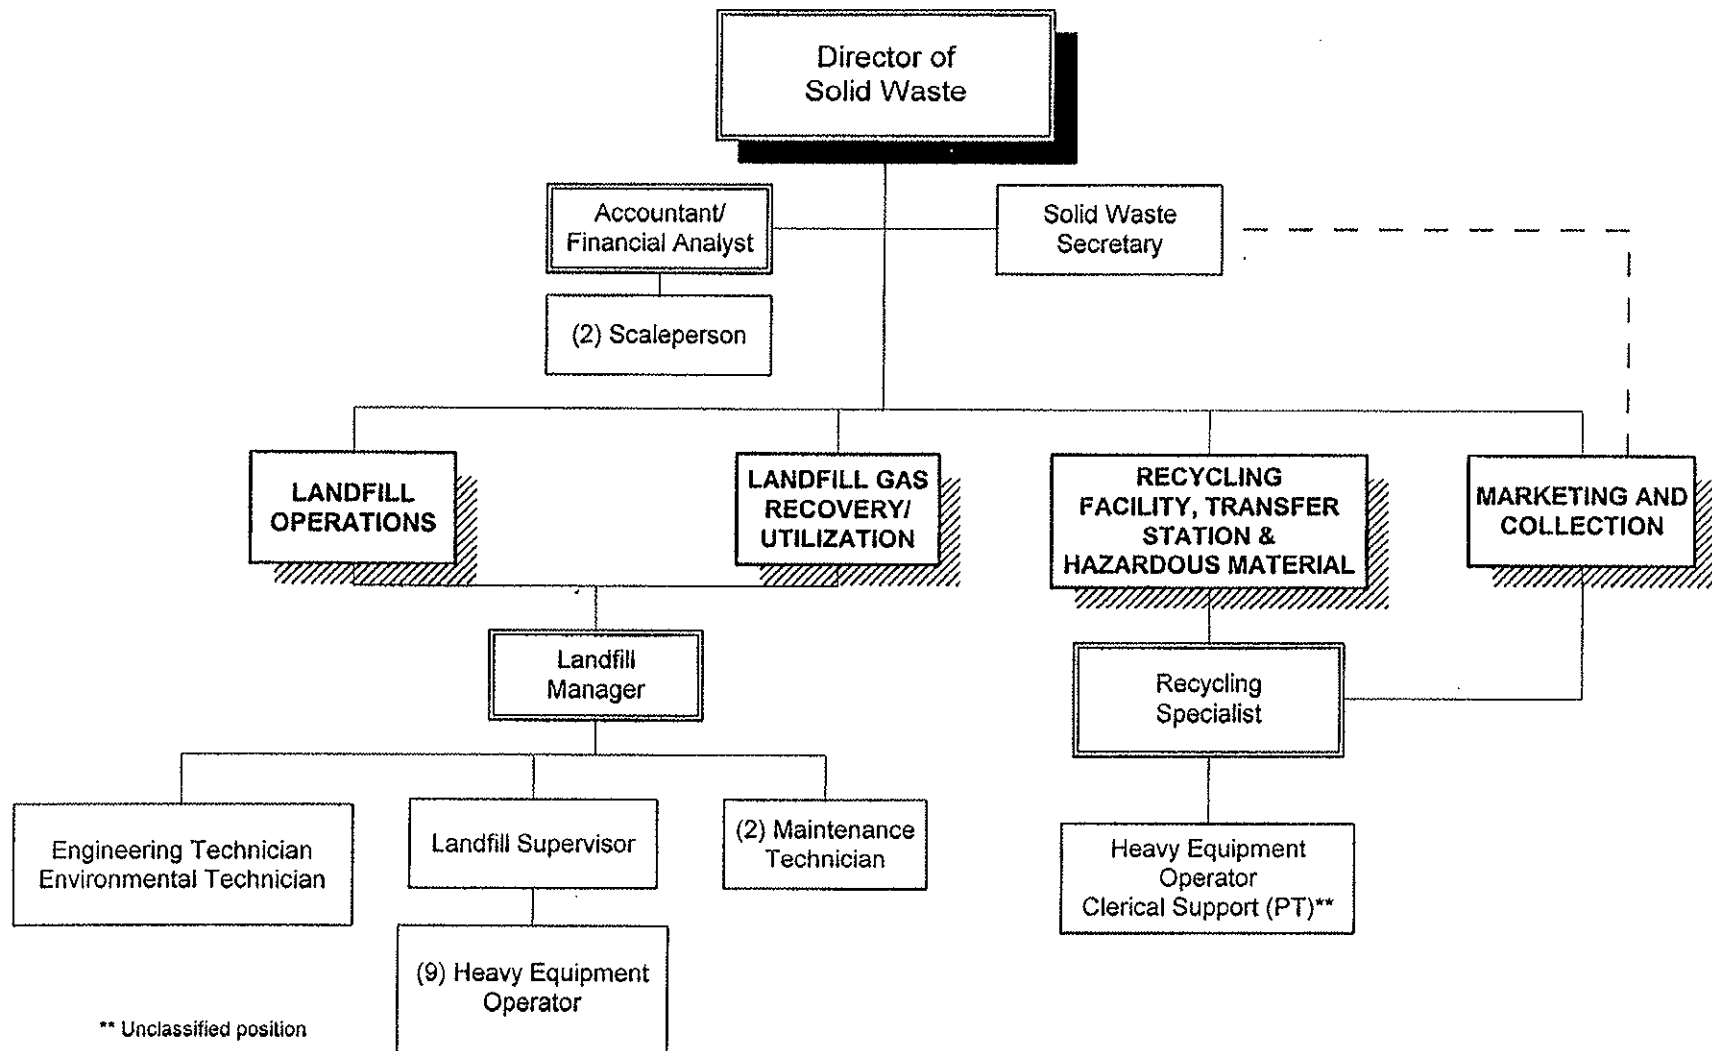 Director of
Solid Waste
Accountant/
Financial Analyst
Solid Waste
Secretary
(2) Scaleperson
LANDFILL
OPERATIONS
LANDFILL GAS
RECOVERY/
UTILIZATION
RECYCLING
FACILITY, TRANSFER
STATION &
HAZARDOUS MATERIAL
MARKETING AND
COLLECTION
Landfill
Manager
Recycling
Specialist
Engineering Technician
Environmental Technician
Landfill Supervisor
(2) Maintenance
Technician
Heavy Equipment
Operator
Clerical Support (PT)**
(9) Heavy Equipment
Operator
** Unclassified position